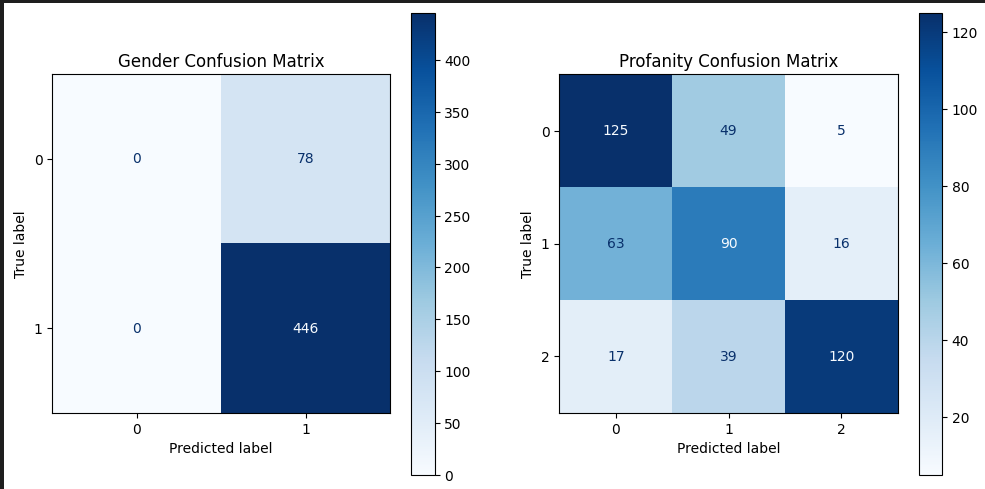 Gender Confusion Matrix
0 0 78
1 0 446
0 1
Predicted label
True label
400
350
300
250
200
150
100
50
0
Profanity Confusion Matrix
0 125 49 5
1 63 90 16
2 17 39 120
0 1 2
Predicted label
True label
120
100
80
60
40
20